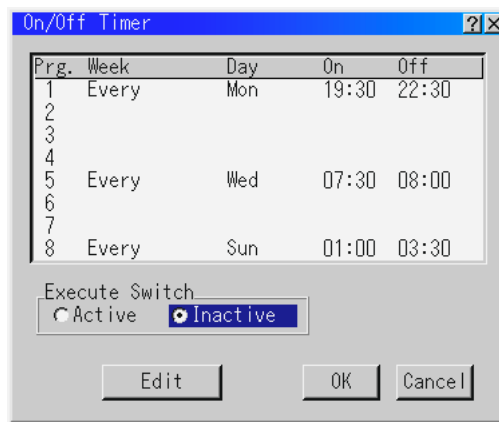 On/Off Timer ? X
Prg. Week Day On Off
1 Every Mon 19:30 22:30
2
3
4
5 Every Wed 07:30 08:00
6
7
8 Every Sun 01:00 03:30
Execute Switch
Active Inactive
Edit OK Cancel